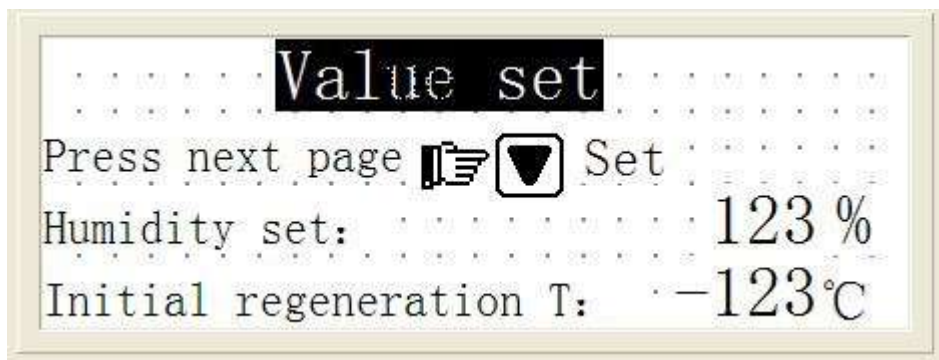 Value set
Press next page Set
Humidity set: 123 %
Initial regeneration T: -123℃